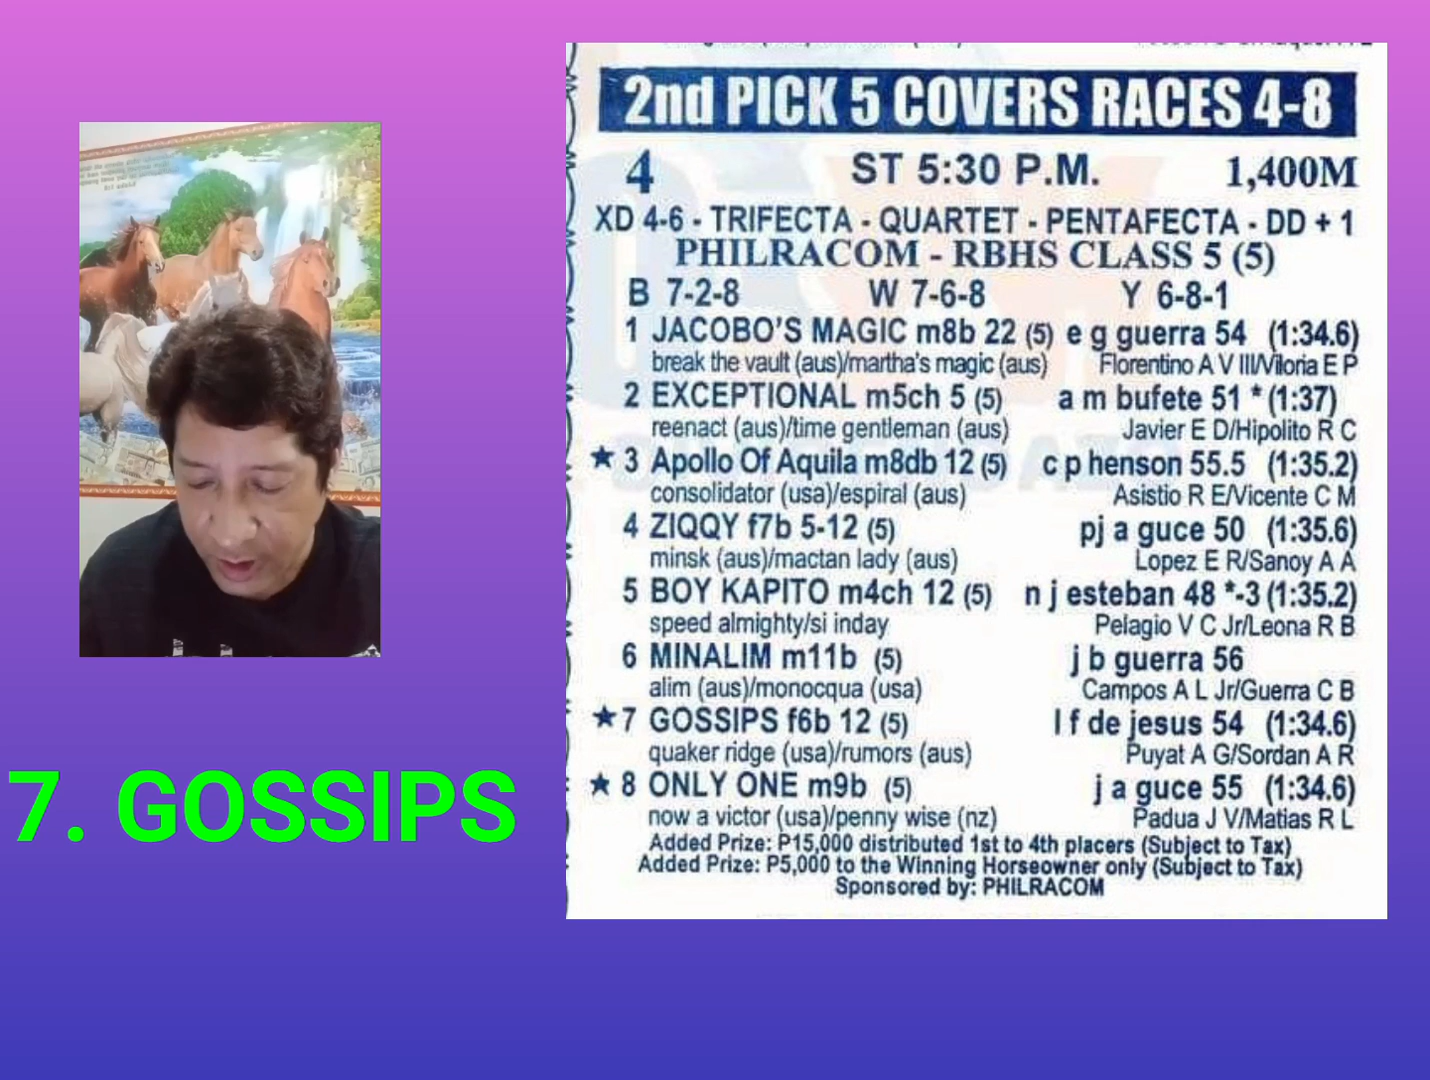 2nd PICK 5 COVERS RACES 4-8
4 ST 5:30 P.M. 1,400M
XD 4-6 - TRIFECTA - QUARTET - PENTAFECTA - DD + 1
PHILRACOM - RBHS CLASS 5 (5)
B 7-2-8 W 7-6-8 Y 6-8-1
1 JACOBO'S MAGIC m8b 22 (5) e g guerra 54 (1:34.6)
break the vault (aus)/martha's magic (aus) Florentino A V III/Viloria E P
2 EXCEPTIONAL m5ch 5 (5) a m bufete 51 * (1:37)
reenact (aus)/time gentleman (aus) Javier E D/Hipolito R C
★ 3 Apollo Of Aquila m8db 12 (5) c p henson 55.5 (1:35.2)
consolidator (usa)/espiral (aus) Asistio R E/Vicente C M
4 ZIQQY f7b 5-12 (5) pj a guce 50 (1:35.6)
minsk (aus)/mactan lady (aus) Lopez E R/Sanoy A A
5 BOY KAPITO m4ch 12 (5) n j esteban 48 *-3 (1:35.2)
speed almighty/si inday Pelagio V C Jr/Leona R B
6 MINALIM m11b (5) j b guerra 56
alim (aus)/monocqua (usa) Campos A L Jr/Guerra C B
★ 7 GOSSIPS f6b 12 (5) l f de jesus 54 (1:34.6)
quaker ridge (usa)/rumors (aus) Puyat A G/Sordan A R
★ 8 ONLY ONE m9b (5) j a guce 55 (1:34.6)
now a victor (usa)/penny wise (nz) Padua J V/Matias R L
Added Prize: P15,000 distributed 1st to 4th placers (Subject to Tax)
Added Prize: P5,000 to the Winning Horseowner only (Subject to Tax)
Sponsored by: PHILRACOM
7. GOSSIPS